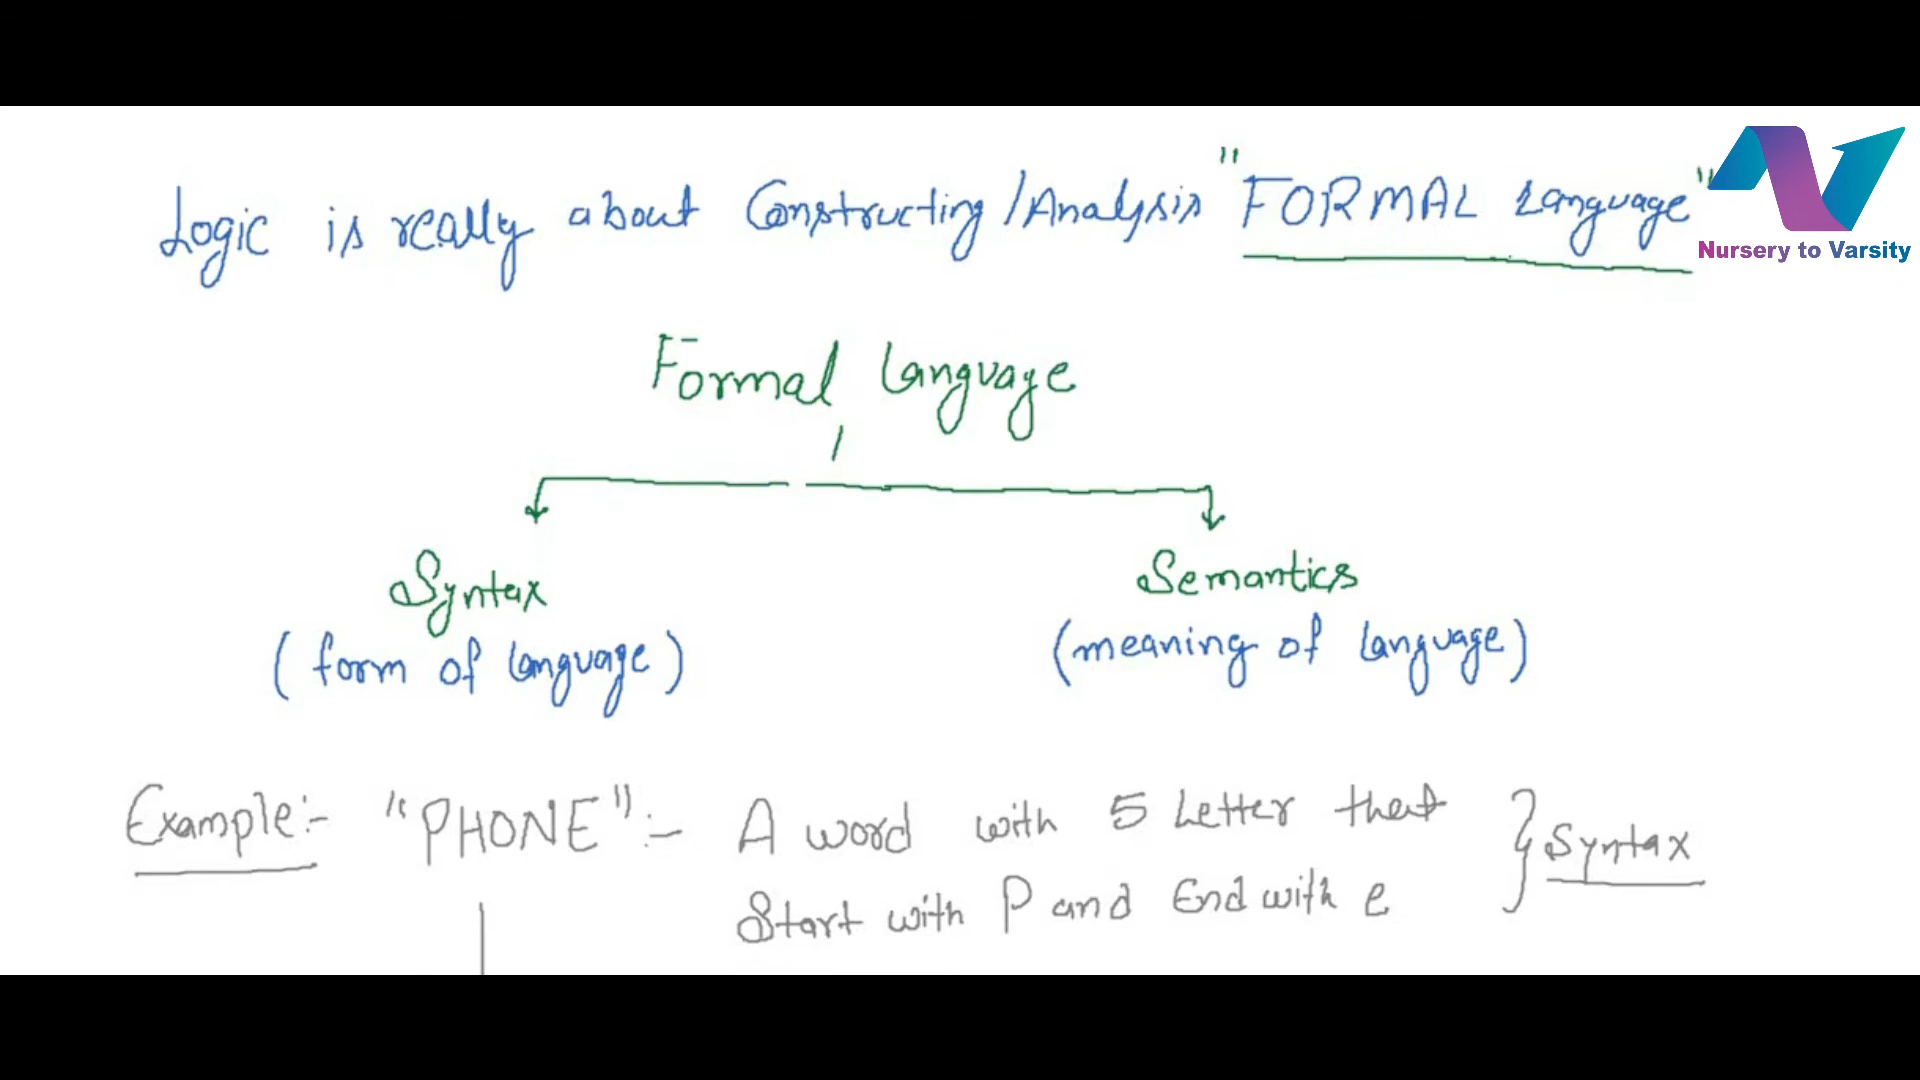 Logic is really about Constructing/Analysis "FORMAL Language"
Nursery to Varsity
Formal Language
Syntax
Semantics
(form of language)
(meaning of language)
Example:- "PHONE":- A word with 5 Letter that
Start with P and End with e
} Syntax